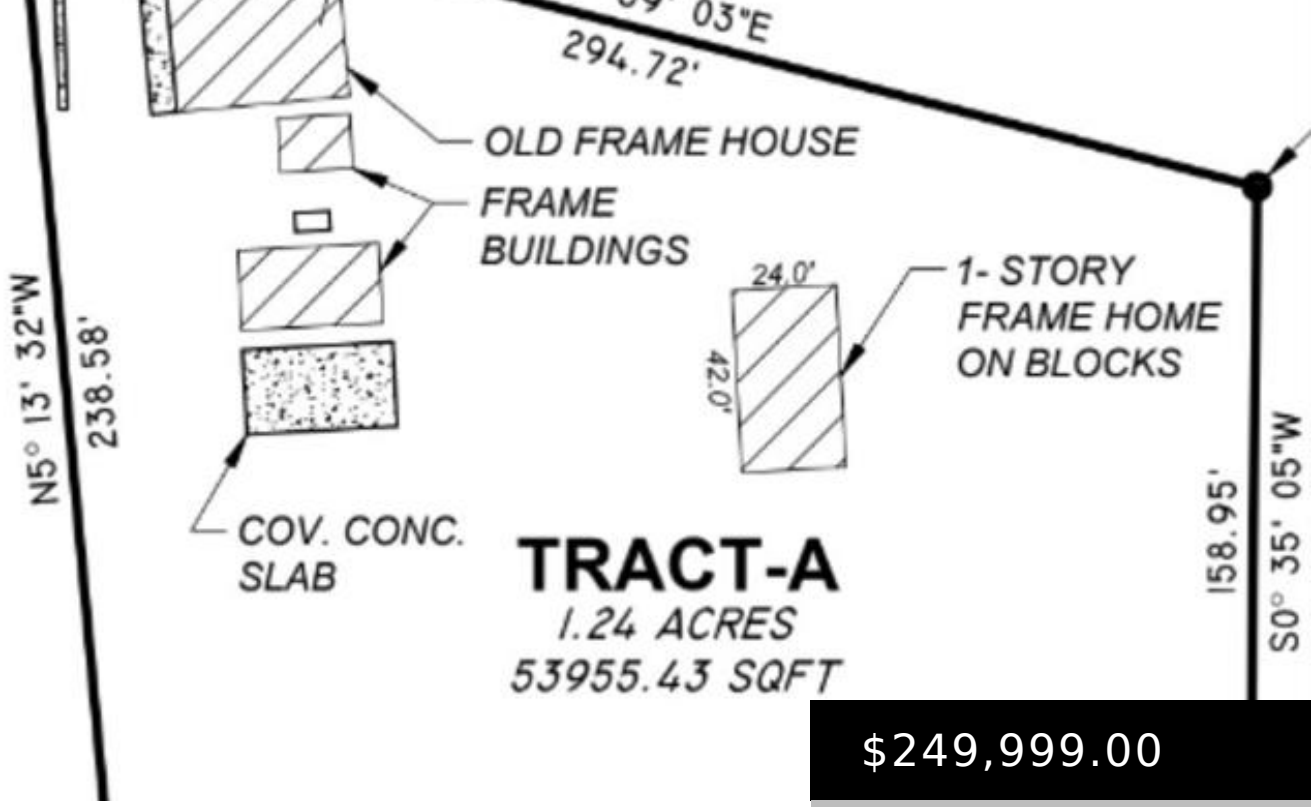 03"E
294.72'
OLD FRAME HOUSE
FRAME
BUILDINGS
24.0'
1- STORY
FRAME HOME
ON BLOCKS
42.0'
N5° 13' 32"W
238.58'
158.95'
S0° 35' 05"W
COV. CONC.
SLAB
TRACT-A
1.24 ACRES
53955.43 SQFT
$249,999.00